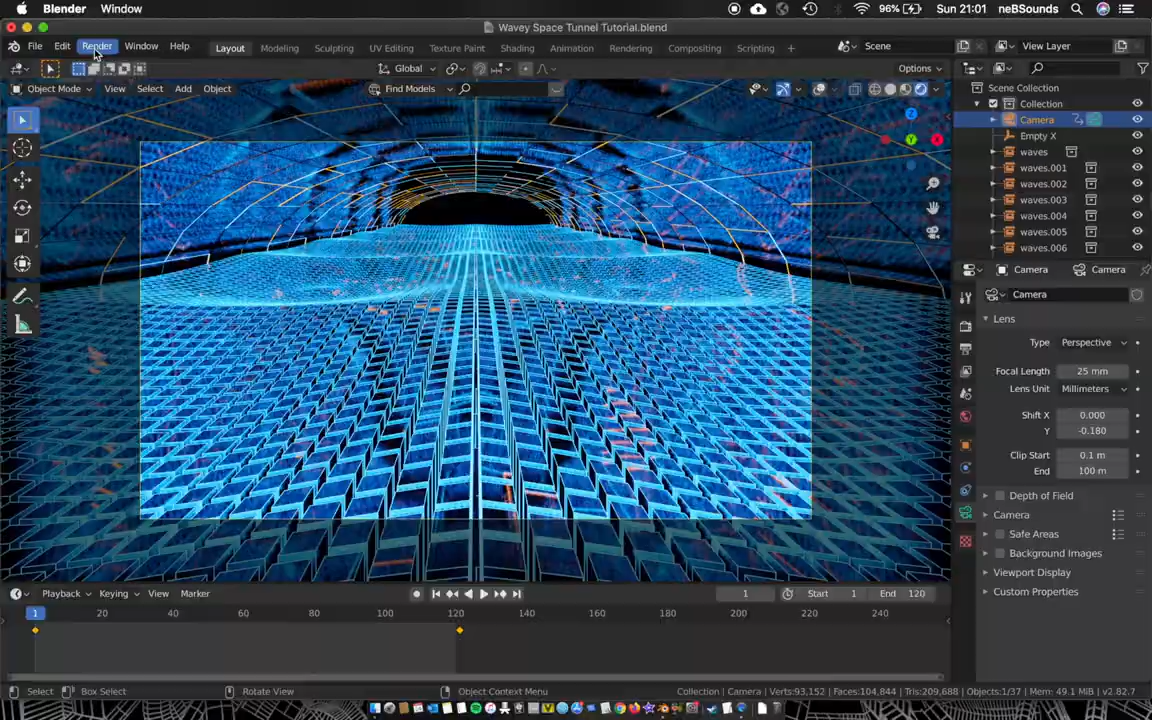 Blender Window 96% Sun 21:01 neBSounds
Wavey Space Tunnel Tutorial.blend
File Edit Render Window Help Layout Modeling Sculpting UV Editing Texture Paint Shading Animation Rendering Compositing Scripting + Scene View Layer
Global Options
Object Mode View Select Add Object Find Models
Scene Collection
Collection
Camera
Empty X
waves
waves.001
waves.002
waves.003
waves.004
waves.005
waves.006
Camera Camera
Camera
Lens
Type Perspective
Focal Length 25 mm
Lens Unit Millimeters
Shift X 0.000
Y -0.180
Clip Start 0.1 m
End 100 m
Depth of Field
Camera
Safe Areas
Background Images
Viewport Display
Custom Properties
Playback Keying View Marker 1 Start 1 End 120
1 20 40 60 80 100 120 140 160 180 200 220 240
Select Box Select Rotate View Object Context Menu Collection | Camera | Verts:93,152 | Faces:104,844 | Tris:209,688 | Objects:1/37 | Mem: 49.1 MiB | v2.82.7